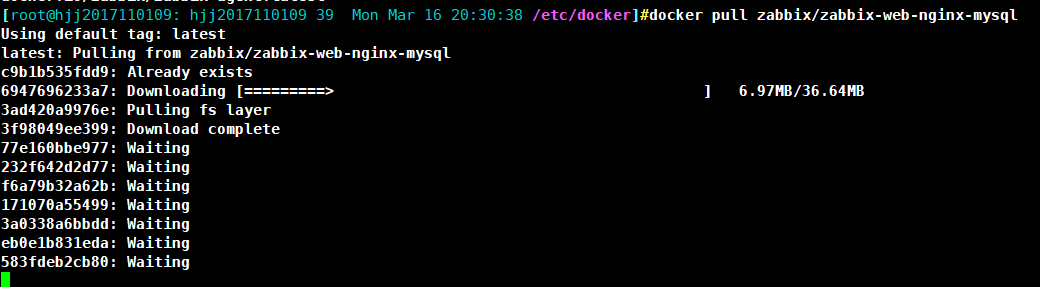 [root@hjj2017110109: hjj2017110109 39  Mon Mar 16 20:30:38 /etc/docker]#docker pull zabbix/zabbix-web-nginx-mysql
Using default tag: latest
latest: Pulling from zabbix/zabbix-web-nginx-mysql
c9b1b535fdd9: Already exists
6947696233a7: Downloading [=========>                                         ]   6.97MB/36.64MB
3ad420a9976e: Pulling fs layer
3f98049ee399: Download complete
77e160bbe977: Waiting
232f642d2d77: Waiting
f6a79b32a62b: Waiting
171070a55499: Waiting
3a0338a6bbdd: Waiting
eb0e1b831eda: Waiting
583fdeb2cb80: Waiting